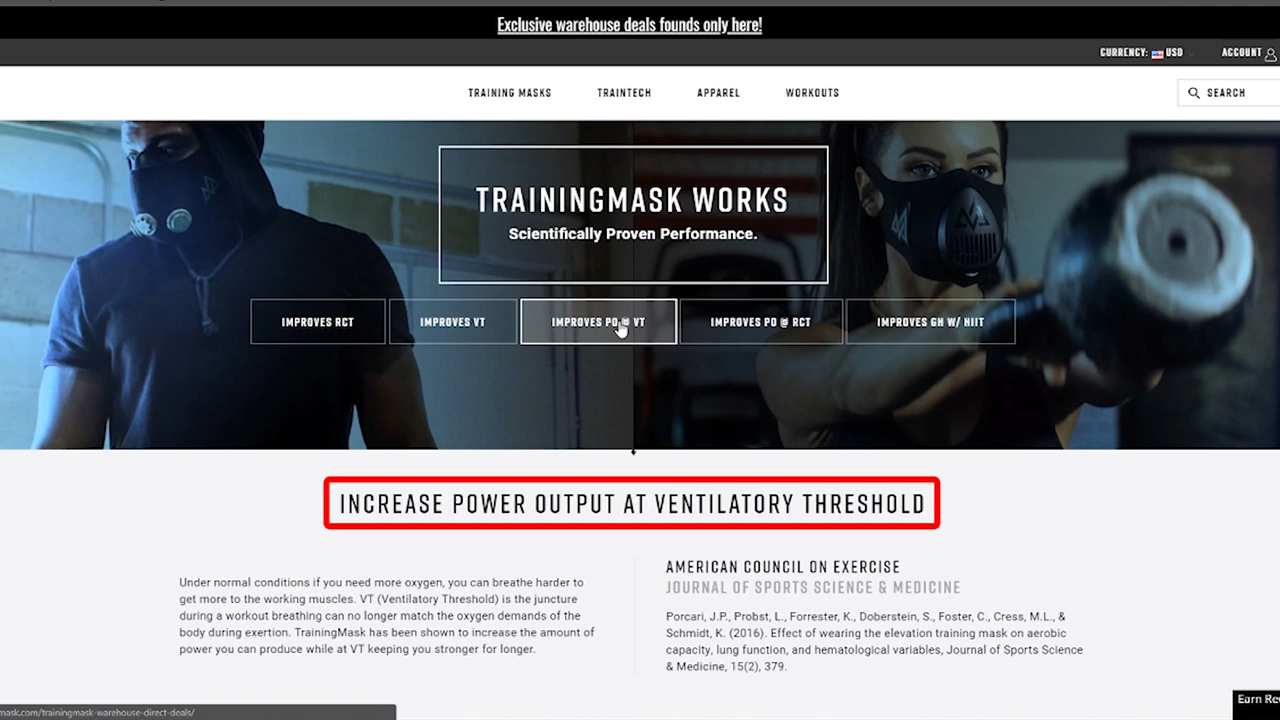 Exclusive warehouse deals founds only here!
CURRENCY: USD
ACCOUNT
TRAINING MASKS
TRAINTECH
APPAREL
WORKOUTS
SEARCH
TRAININGMASK WORKS
Scientifically Proven Performance.
IMPROVES RCT
IMPROVES VT
IMPROVES PO @ VT
IMPROVES PO @ RCT
IMPROVES GH W/ HIIT
INCREASE POWER OUTPUT AT VENTILATORY THRESHOLD
Under normal conditions if you need more oxygen, you can breathe harder to
get more to the working muscles. VT (Ventilatory Threshold) is the juncture
during a workout breathing can no longer match the oxygen demands of the
body during exertion. TrainingMask has been shown to increase the amount of
power you can produce while at VT keeping you stronger for longer.
AMERICAN COUNCIL ON EXERCISE
JOURNAL OF SPORTS SCIENCE & MEDICINE
Porcari, J.P., Probst, L., Forrester, K., Doberstein, S., Foster, C., Cress, M.L., &
Schmidt, K. (2016). Effect of wearing the elevation training mask on aerobic
capacity, lung function, and hematological variables, Journal of Sports Science
& Medicine, 15(2), 379.
mask.com/trainingmask-warehouse-direct-deals/
Earn Re